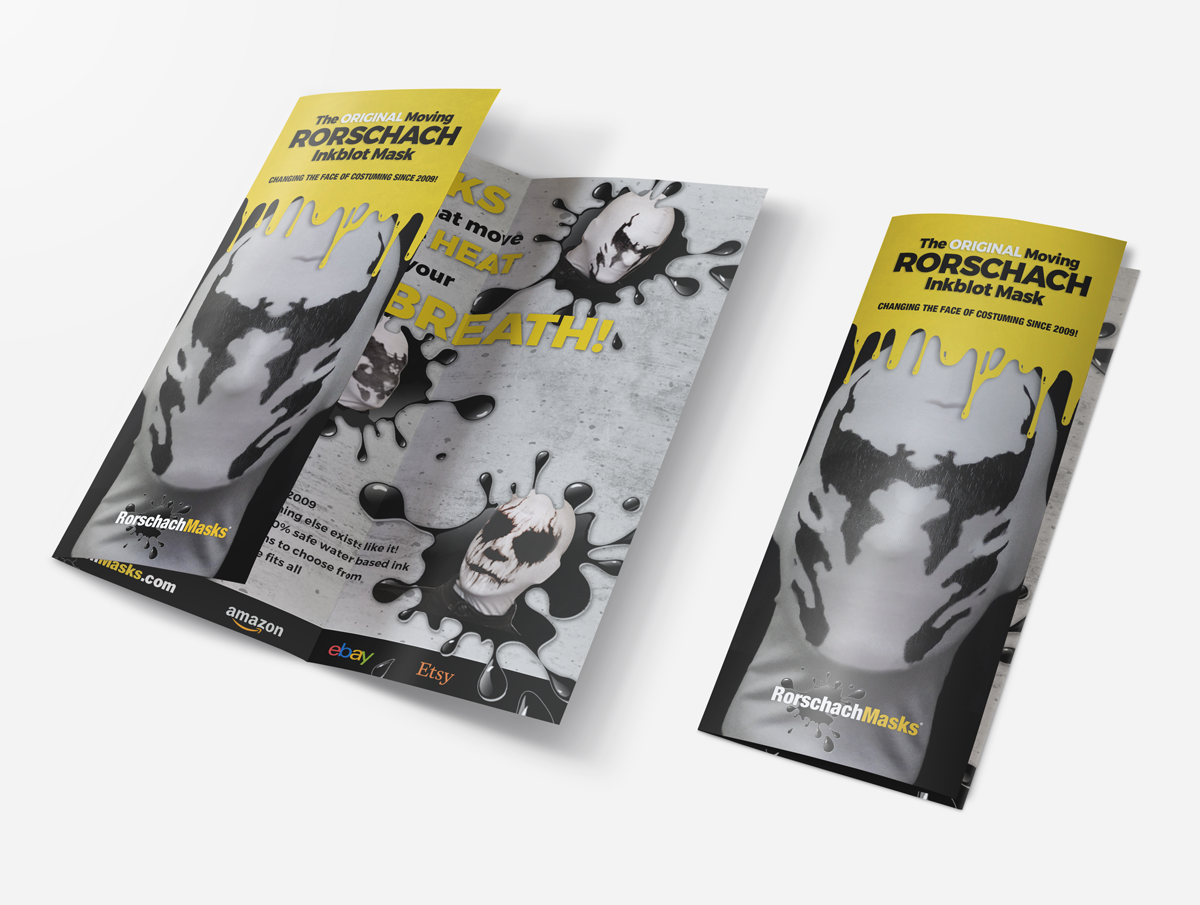 The ORIGINAL Moving
RORSCHACH
Inkblot Mask
CHANGING THE FACE OF COSTUMING SINCE 2009!
RorschachMasks
KS
at move
HEAT
your
BREATH!
2009
ing else exists like it!
0% safe water based ink
ns to choose from
e fits all
Masks.com
amazon
ebay
Etsy
The ORIGINAL Moving
RORSCHACH
Inkblot Mask
CHANGING THE FACE OF COSTUMING SINCE 2009!
RorschachMasks